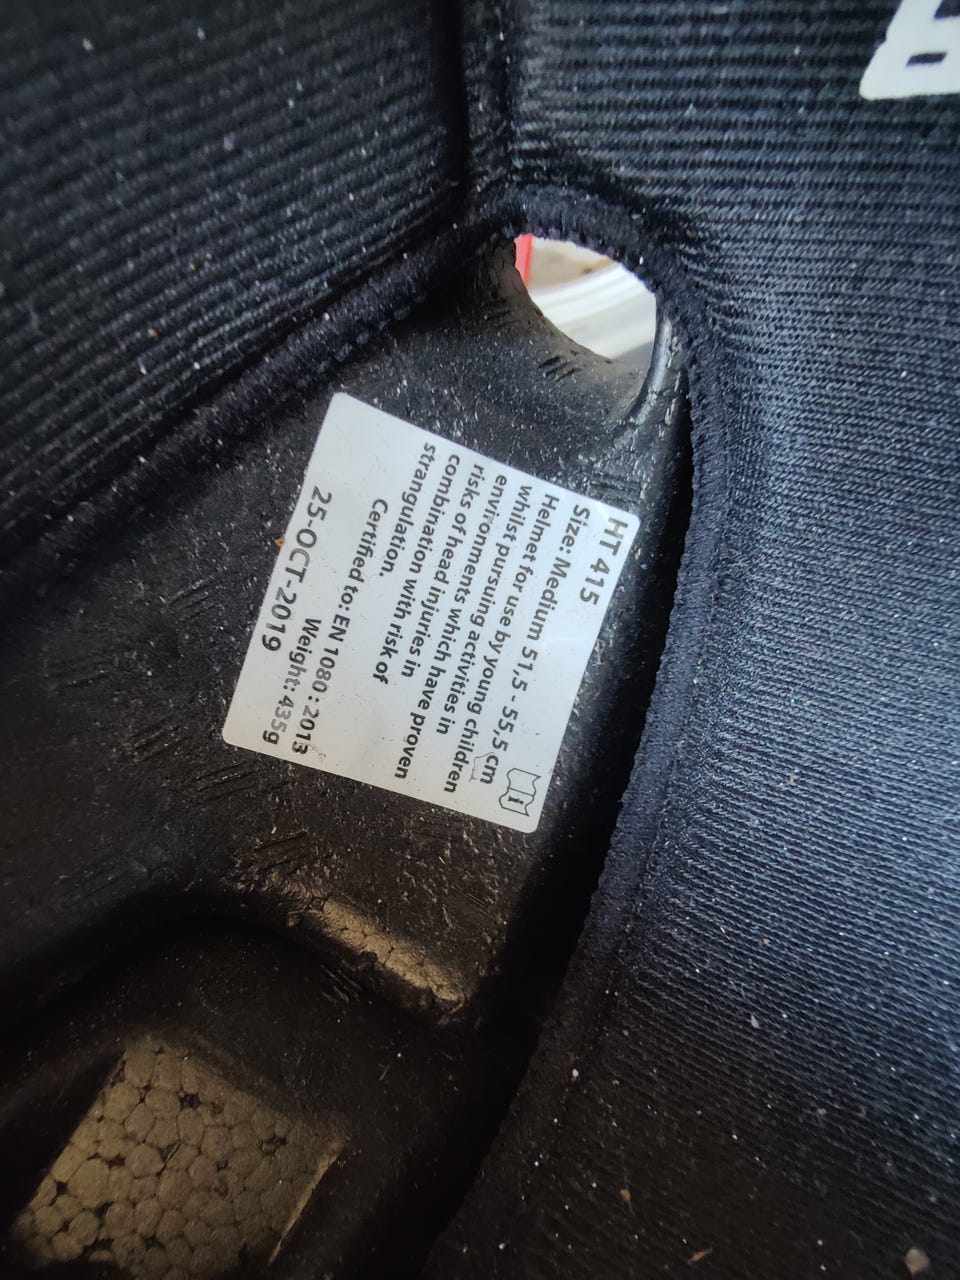 HT 415
Size: Medium 51,5 - 55,5 cm
Helmet for use by young children
whilst pursuing activities in
environments which have proven
risks of head injuries in
combination with risk of
strangulation.
Certified to: EN 1080 : 2013
Weight: 435g
25-OCT-2019